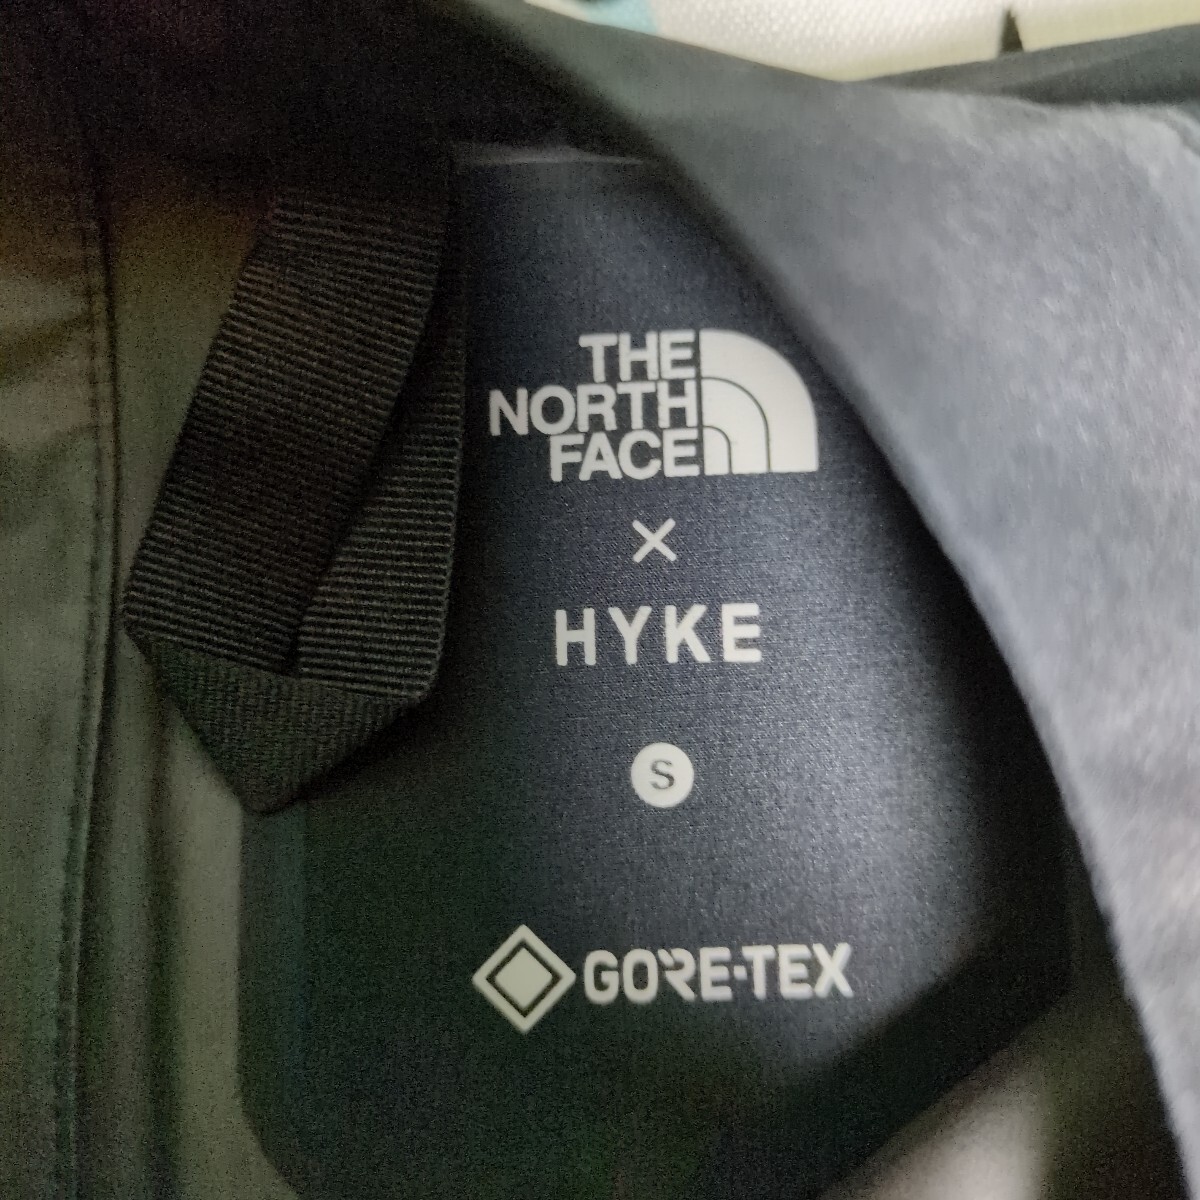 THE
NORTH
FACE
×
HYKE
S
GORE-TEX